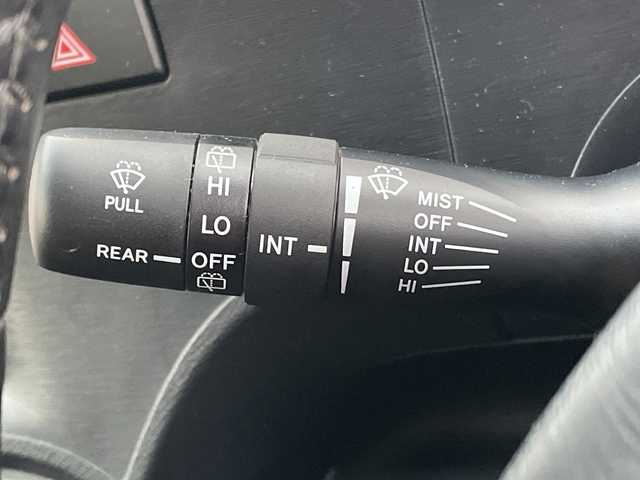 PULL
REAR
HI
LO
OFF
INT
MIST
OFF
INT
LO
HI